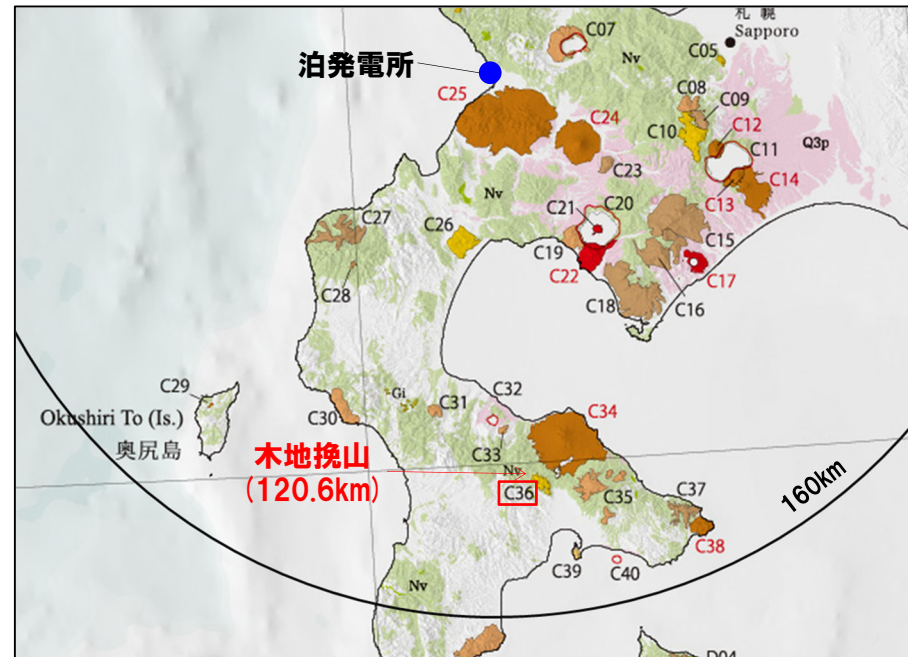 札 幌
Sapporo
C07
Nv
C05
泊発電所
C25
C24
C08
C09
C10
C12
C11
Q3p
C23
C14
C13
Nv
C20
C21
C27
C26
C19
C15
C22
C17
C28
C18
C16
C29
Okushiri To (Is.)
奥尻島
C30
Gi
C31
C32
C34
C33
木地挽山
(120.6km)
Nv
C36
C35
C37
160km
C38
C39
C40
Nv
D04